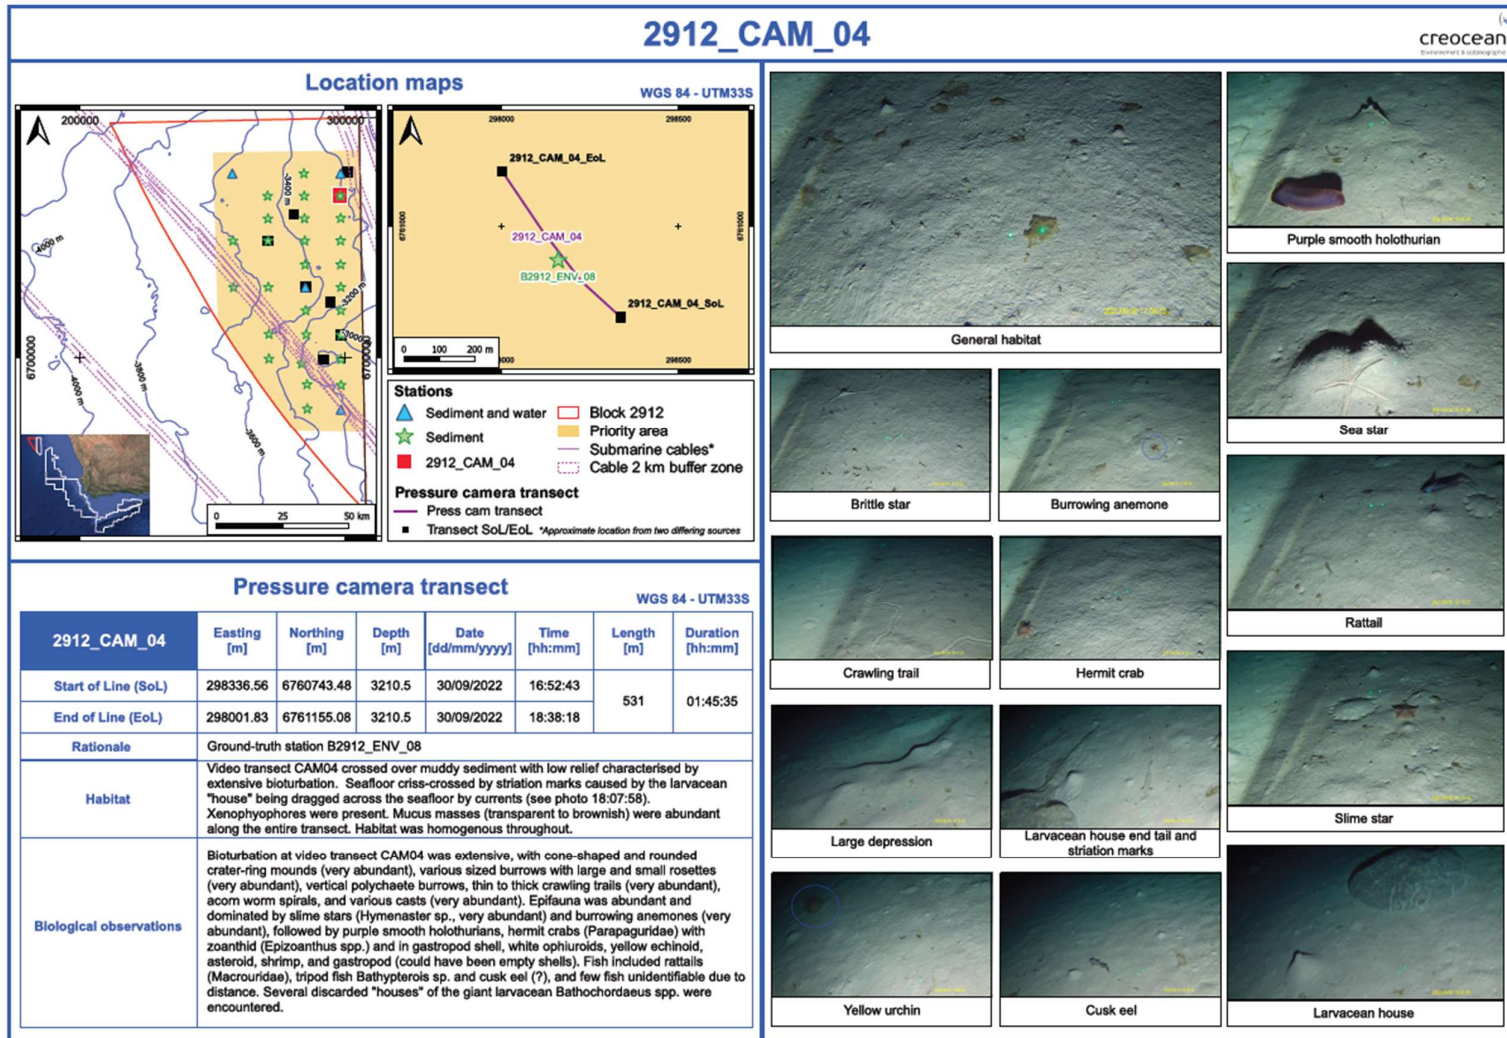 2912_CAM_04
creocean
Environnement & océanographie
Location maps
WGS 84 - UTM33S
200000
300000
6700000
6700000
-4000 m
-4000 m
-3800 m
-3600 m
-3400 m
-3200 m
0 25 50 km
298000
298500
6761000
6761000
2912_CAM_04_EoL
2912_CAM_04
B2912_ENV_08
2912_CAM_04_SoL
0 100 200 m
298000
298500
Stations
Sediment and water
Sediment
2912_CAM_04
Block 2912
Priority area
Submarine cables*
Cable 2 km buffer zone
Pressure camera transect
Press cam transect
Transect SoL/EoL *Approximate location from two differing sources
Pressure camera transect
WGS 84 - UTM33S
2912_CAM_04 Easting [m] Northing [m] Depth [m] Date [dd/mm/yyyy] Time [hh:mm] Length [m] Duration [hh:mm]
Start of Line (SoL) 298336.56 6760743.48 3210.5 30/09/2022 16:52:43 531 01:45:35
End of Line (EoL) 298001.83 6761155.08 3210.5 30/09/2022 18:38:18
Rationale Ground-truth station B2912_ENV_08
Habitat
Video transect CAM04 crossed over muddy sediment with low relief characterised by
extensive bioturbation. Seafloor criss-crossed by striation marks caused by the larvacean
"house" being dragged across the seafloor by currents (see photo 18:07:58).
Xenophyophores were present. Mucus masses (transparent to brownish) were abundant
along the entire transect. Habitat was homogenous throughout.
Biological observations
Bioturbation at video transect CAM04 was extensive, with cone-shaped and rounded
crater-ring mounds (very abundant), various sized burrows with large and small rosettes
(very abundant), vertical polychaete burrows, thin to thick crawling trails (very abundant),
acorn worm spirals, and various casts (very abundant). Epifauna was abundant and
dominated by slime stars (Hymenaster sp., very abundant) and burrowing anemones (very
abundant), followed by purple smooth holothurians, hermit crabs (Parapaguridae) with
zoanthid (Epizoanthus spp.) and in gastropod shell, white ophiuroids, yellow echinoid,
asteroid, shrimp, and gastropod (could have been empty shells). Fish included rattails
(Macrouridae), tripod fish Bathypterois sp. and cusk eel (?), and few fish unidentifiable due to
distance. Several discarded "houses" of the giant larvacean Bathochordaeus spp. were
encountered.
General habitat
Purple smooth holothurian
Sea star
Brittle star
Burrowing anemone
Rattail
Crawling trail
Hermit crab
Slime star
Large depression
Larvacean house end tail and
striation marks
Yellow urchin
Cusk eel
Larvacean house